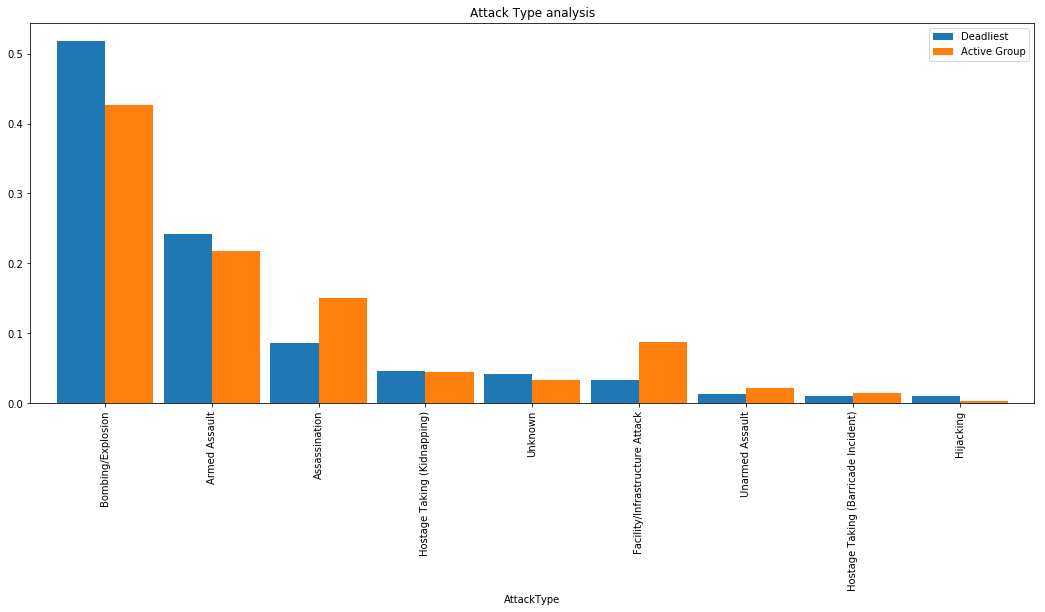 Attack Type analysis
Deadliest
Active Group
0.5
0.4
0.3
0.2
0.1
0.0
Bombing/Explosion
Armed Assault
Assassination
Hostage Taking (Kidnapping)
Unknown
Facility/Infrastructure Attack
Unarmed Assault
Hostage Taking (Barricade Incident)
Hijacking
AttackType